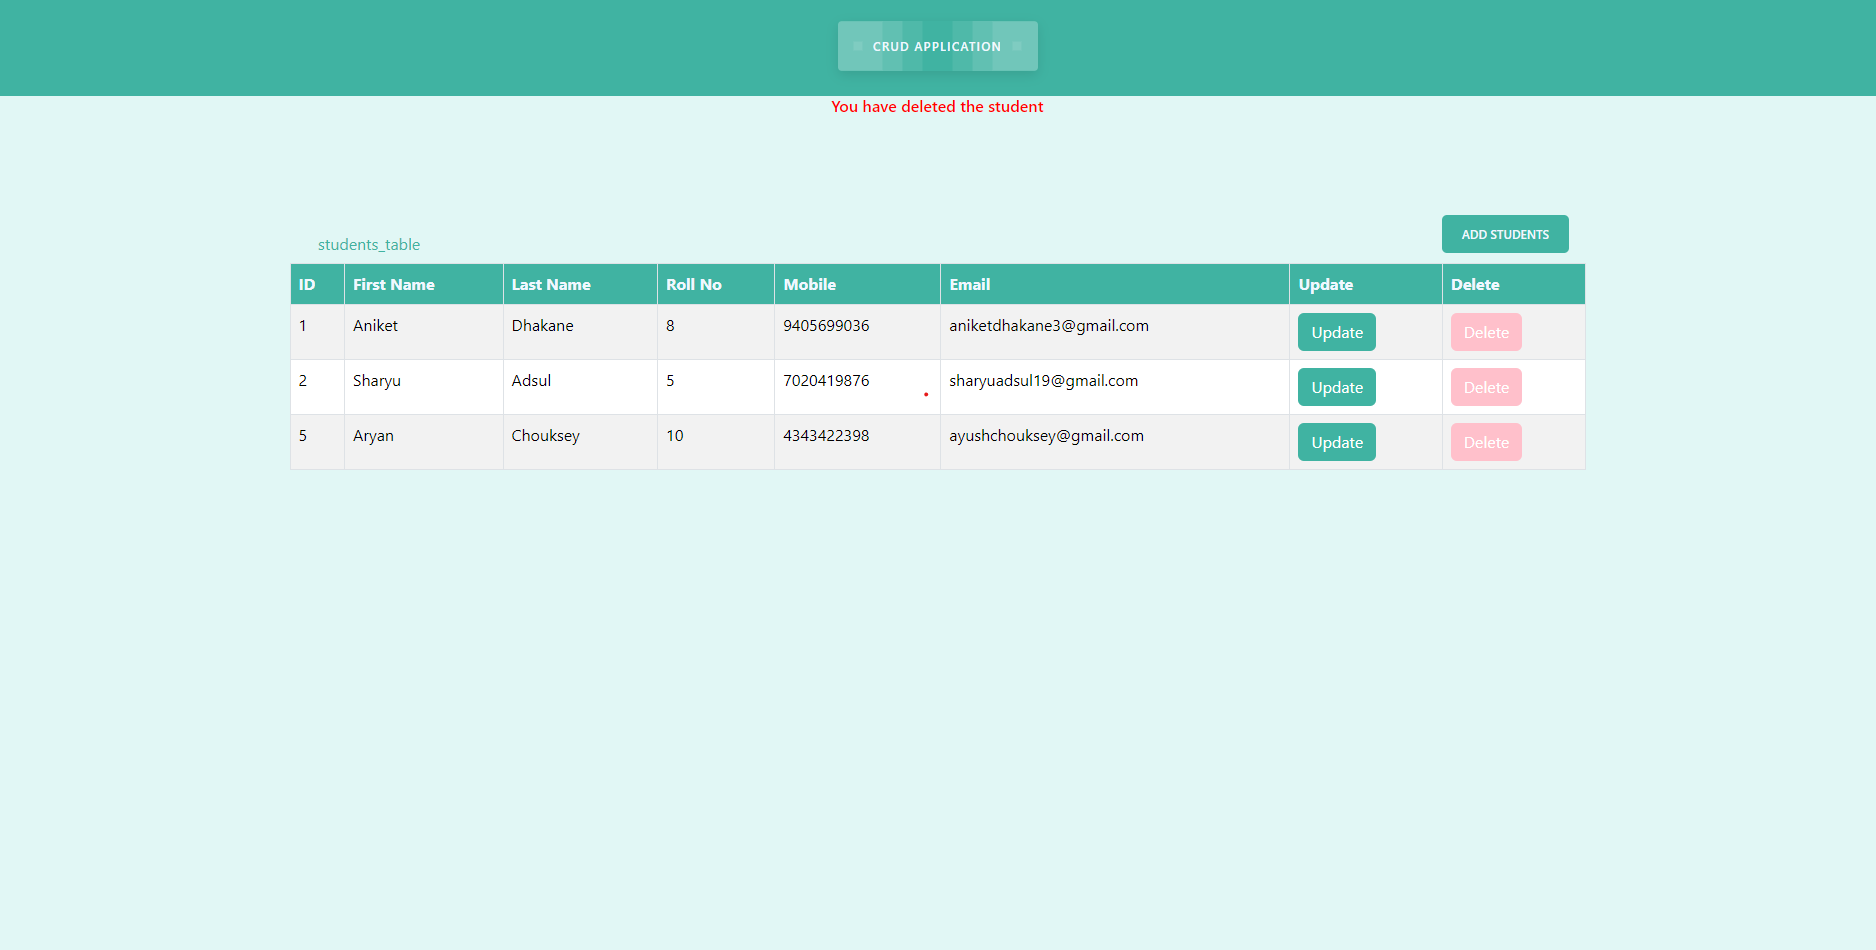 CRUD APPLICATION
You have deleted the student
ADD STUDENTS
students_table
ID First Name Last Name Roll No Mobile Email Update Delete
1 Aniket Dhakane 8 9405699036 aniketdhakane3@gmail.com Update Delete
2 Sharyu Adsul 5 7020419876 sharyuadsul19@gmail.com Update Delete
5 Aryan Chouksey 10 4343422398 ayushchouksey@gmail.com Update Delete